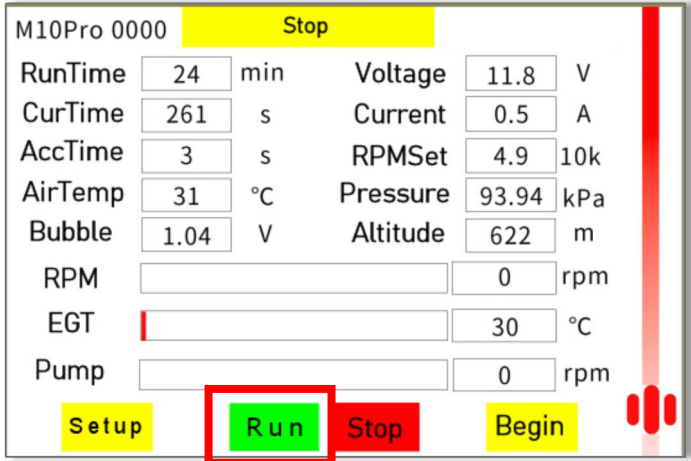 M10Pro 0000 Stop
RunTime 24 min Voltage 11.8 V
CurTime 261 s Current 0.5 A
AccTime 3 s RPMSet 4.9 10k
AirTemp 31 °C Pressure 93.94 kPa
Bubble 1.04 V Altitude 622 m
RPM 0 rpm
EGT 30 °C
Pump 0 rpm
Setup Run Stop Begin